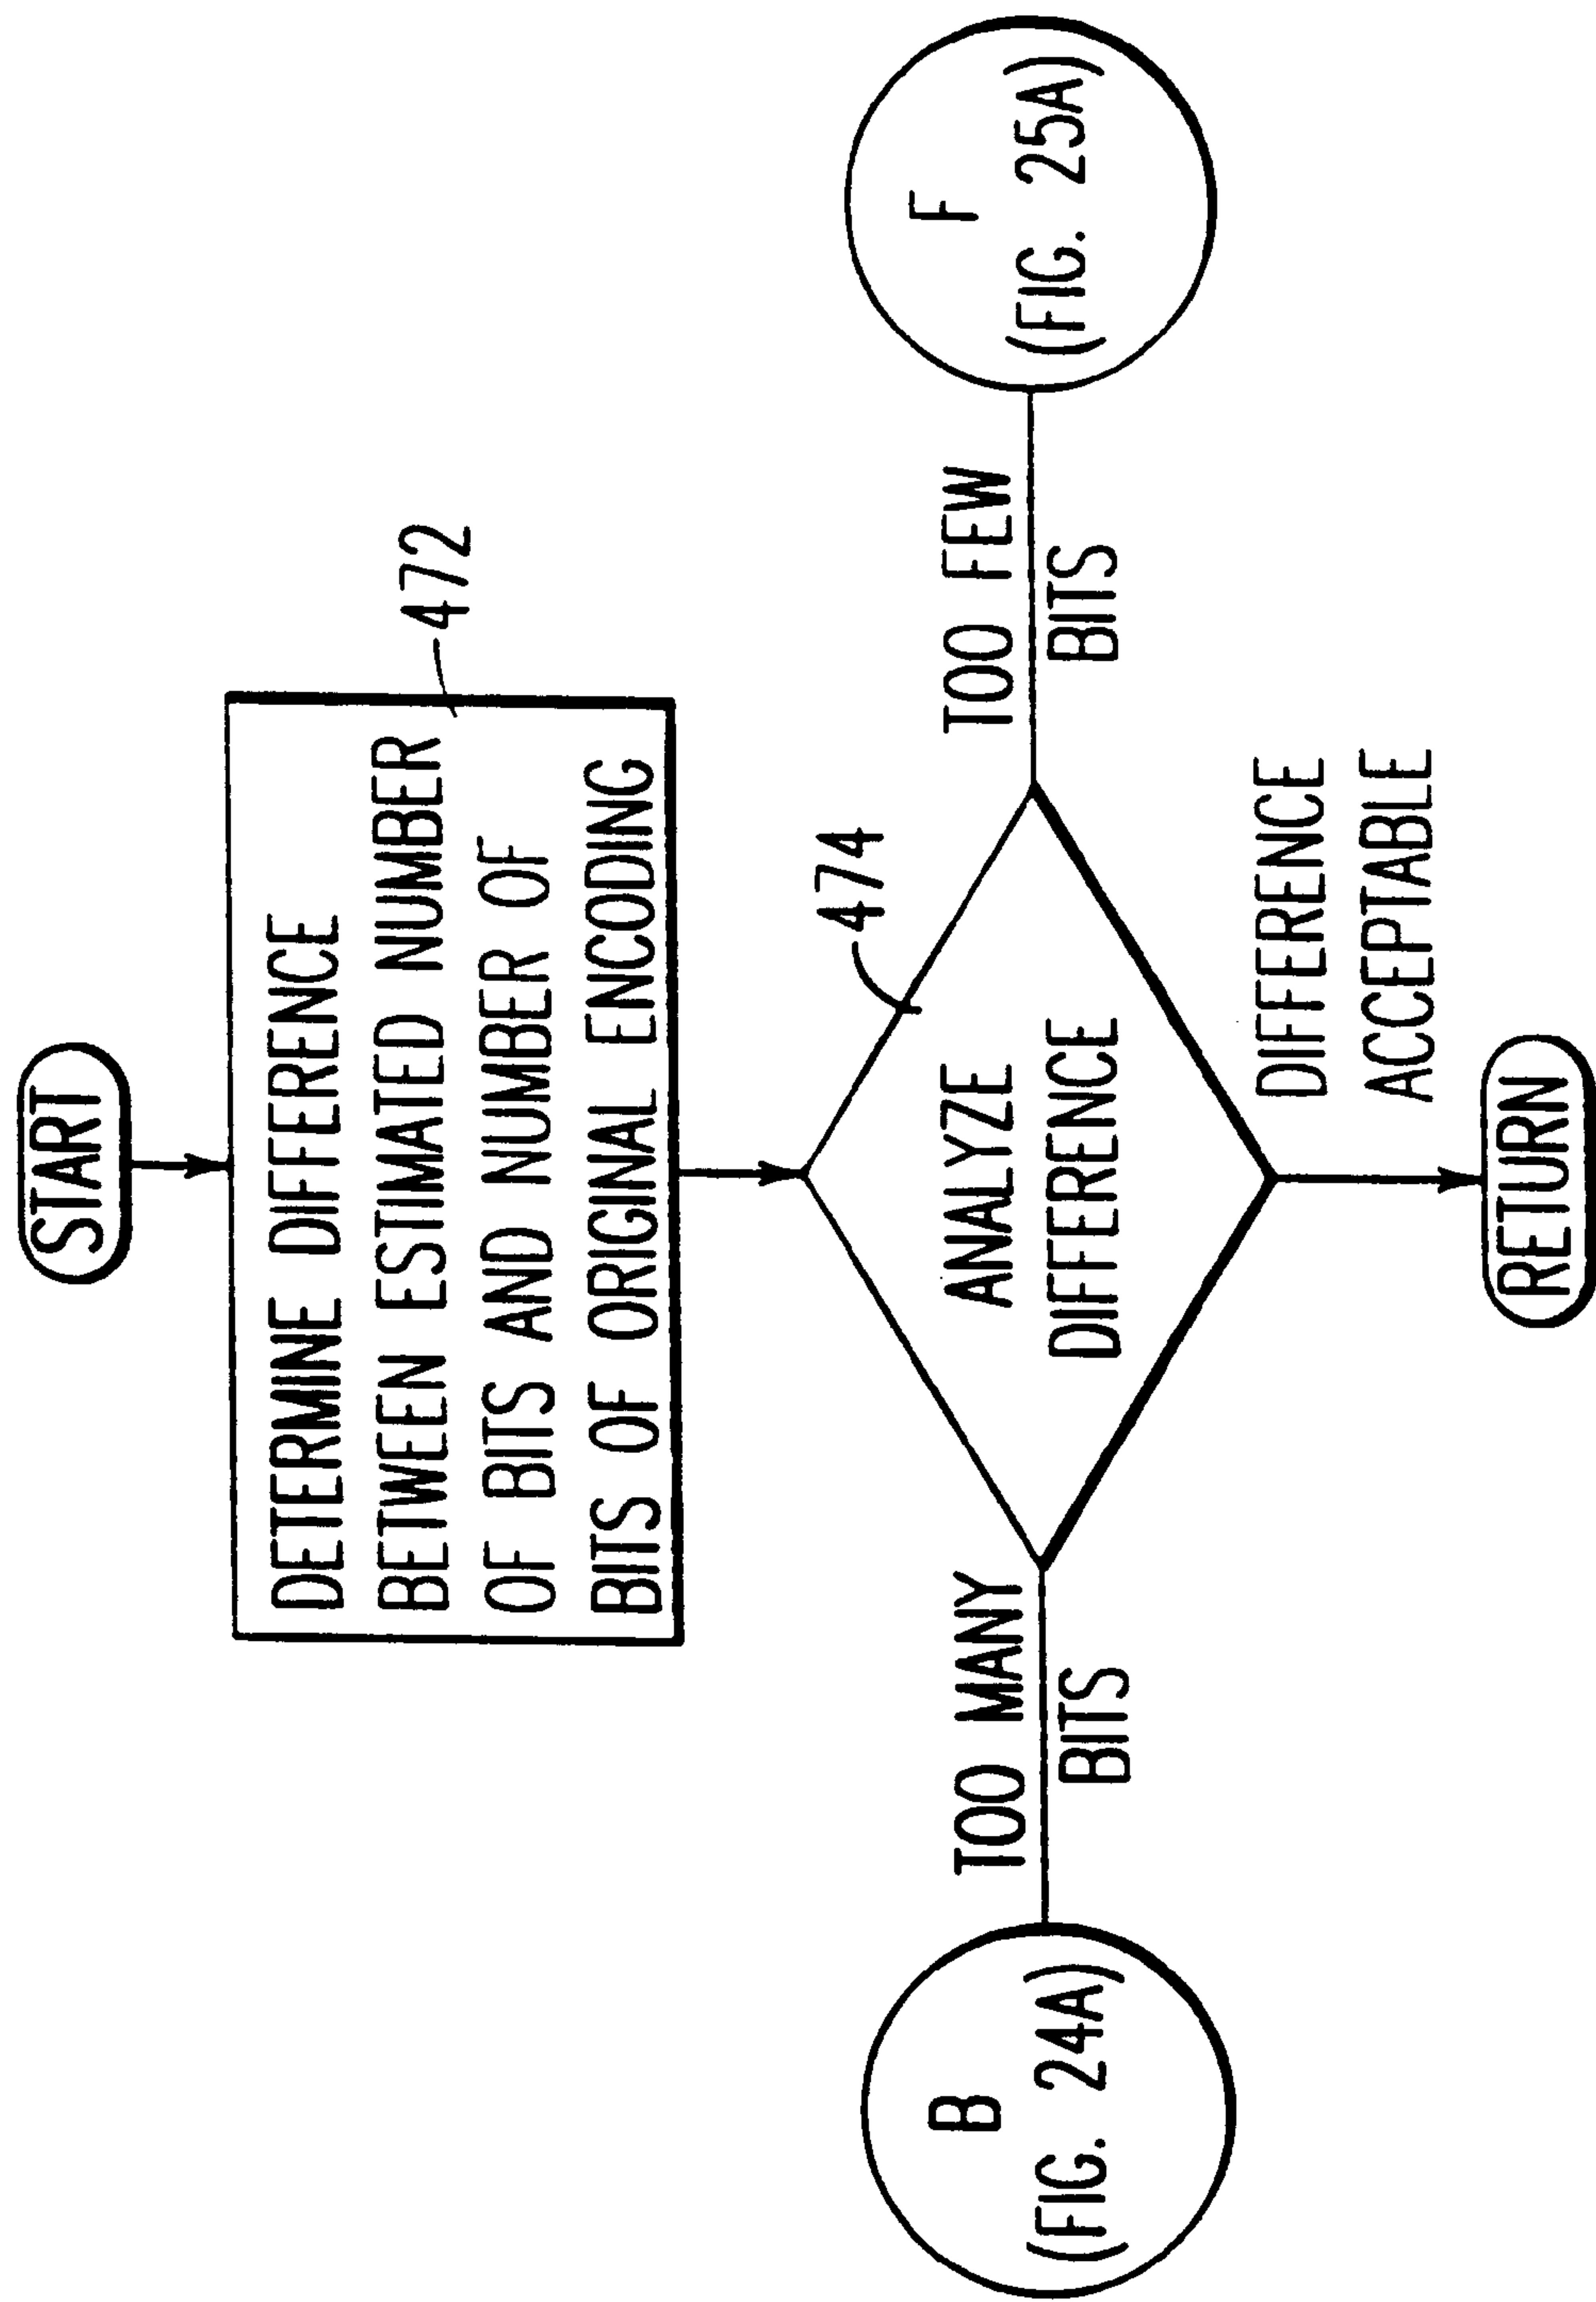 START
DETERMINE DIFFERENCE
BETWEEN ESTIMATED NUMBER
OF BITS AND NUMBER OF
BITS OF ORIGINAL ENCODING
472
474
ANALYZE
DIFFERENCE
TOO MANY
BITS
B
(FIG. 24A)
TOO FEW
BITS
F
(FIG. 25A)
DIFFERENCE
ACCEPTABLE
RETURN